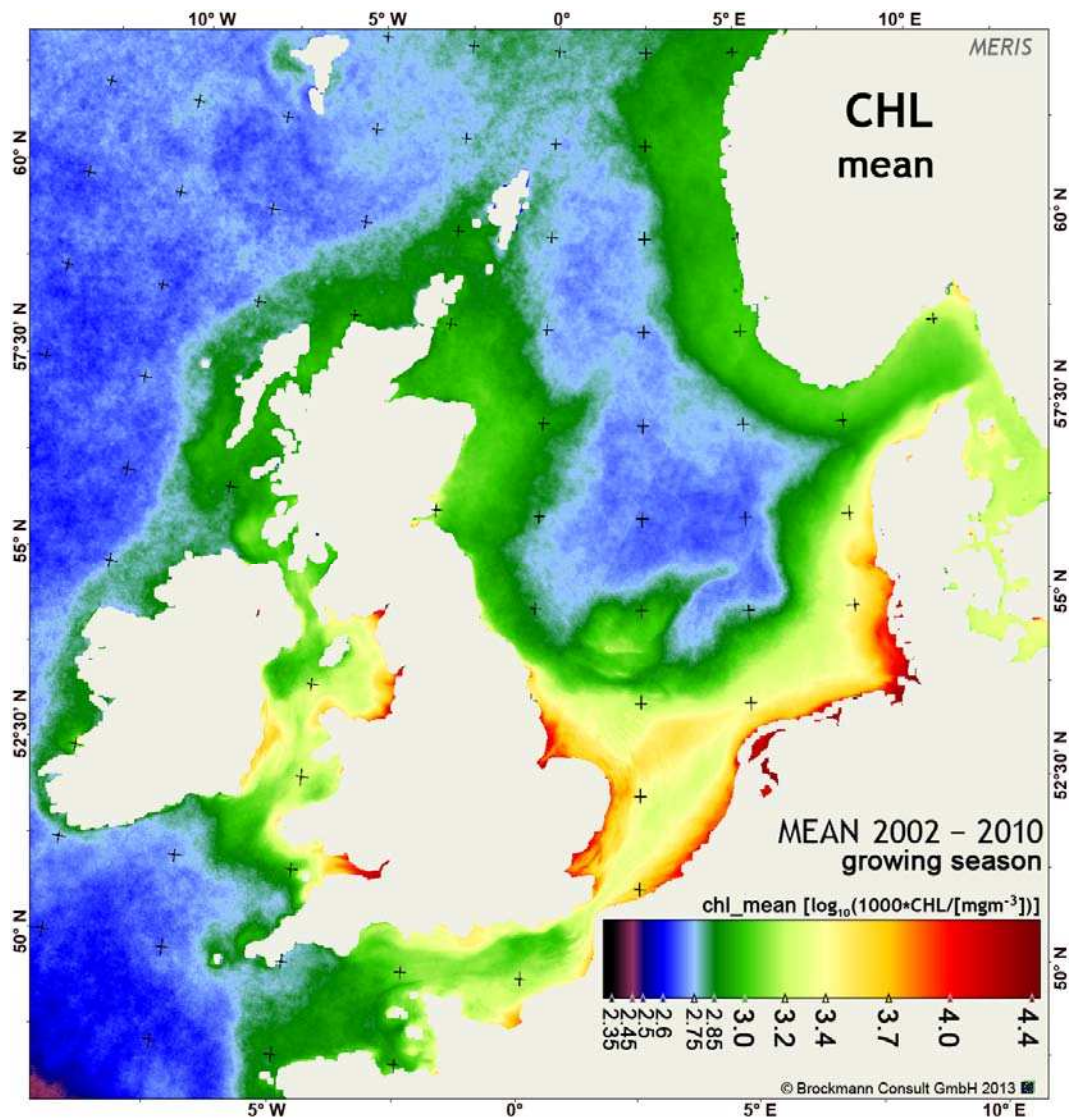 10° W 5° W 0° 5° E 10° E
MERIS
CHL
mean
60° N
60° N
57°30' N
57°30' N
55° N
55° N
52°30' N
52°30' N
50° N
50° N
MEAN 2002 – 2010
growing season
chl_mean [log₁₀(1000*CHL/[mgm⁻³])]
2.35 2.45 2.5 2.6 2.75 2.85 3.0 3.2 3.4 3.7 4.0 4.4
© Brockmann Consult GmbH 2013
5° W 0° 5° E 10° E